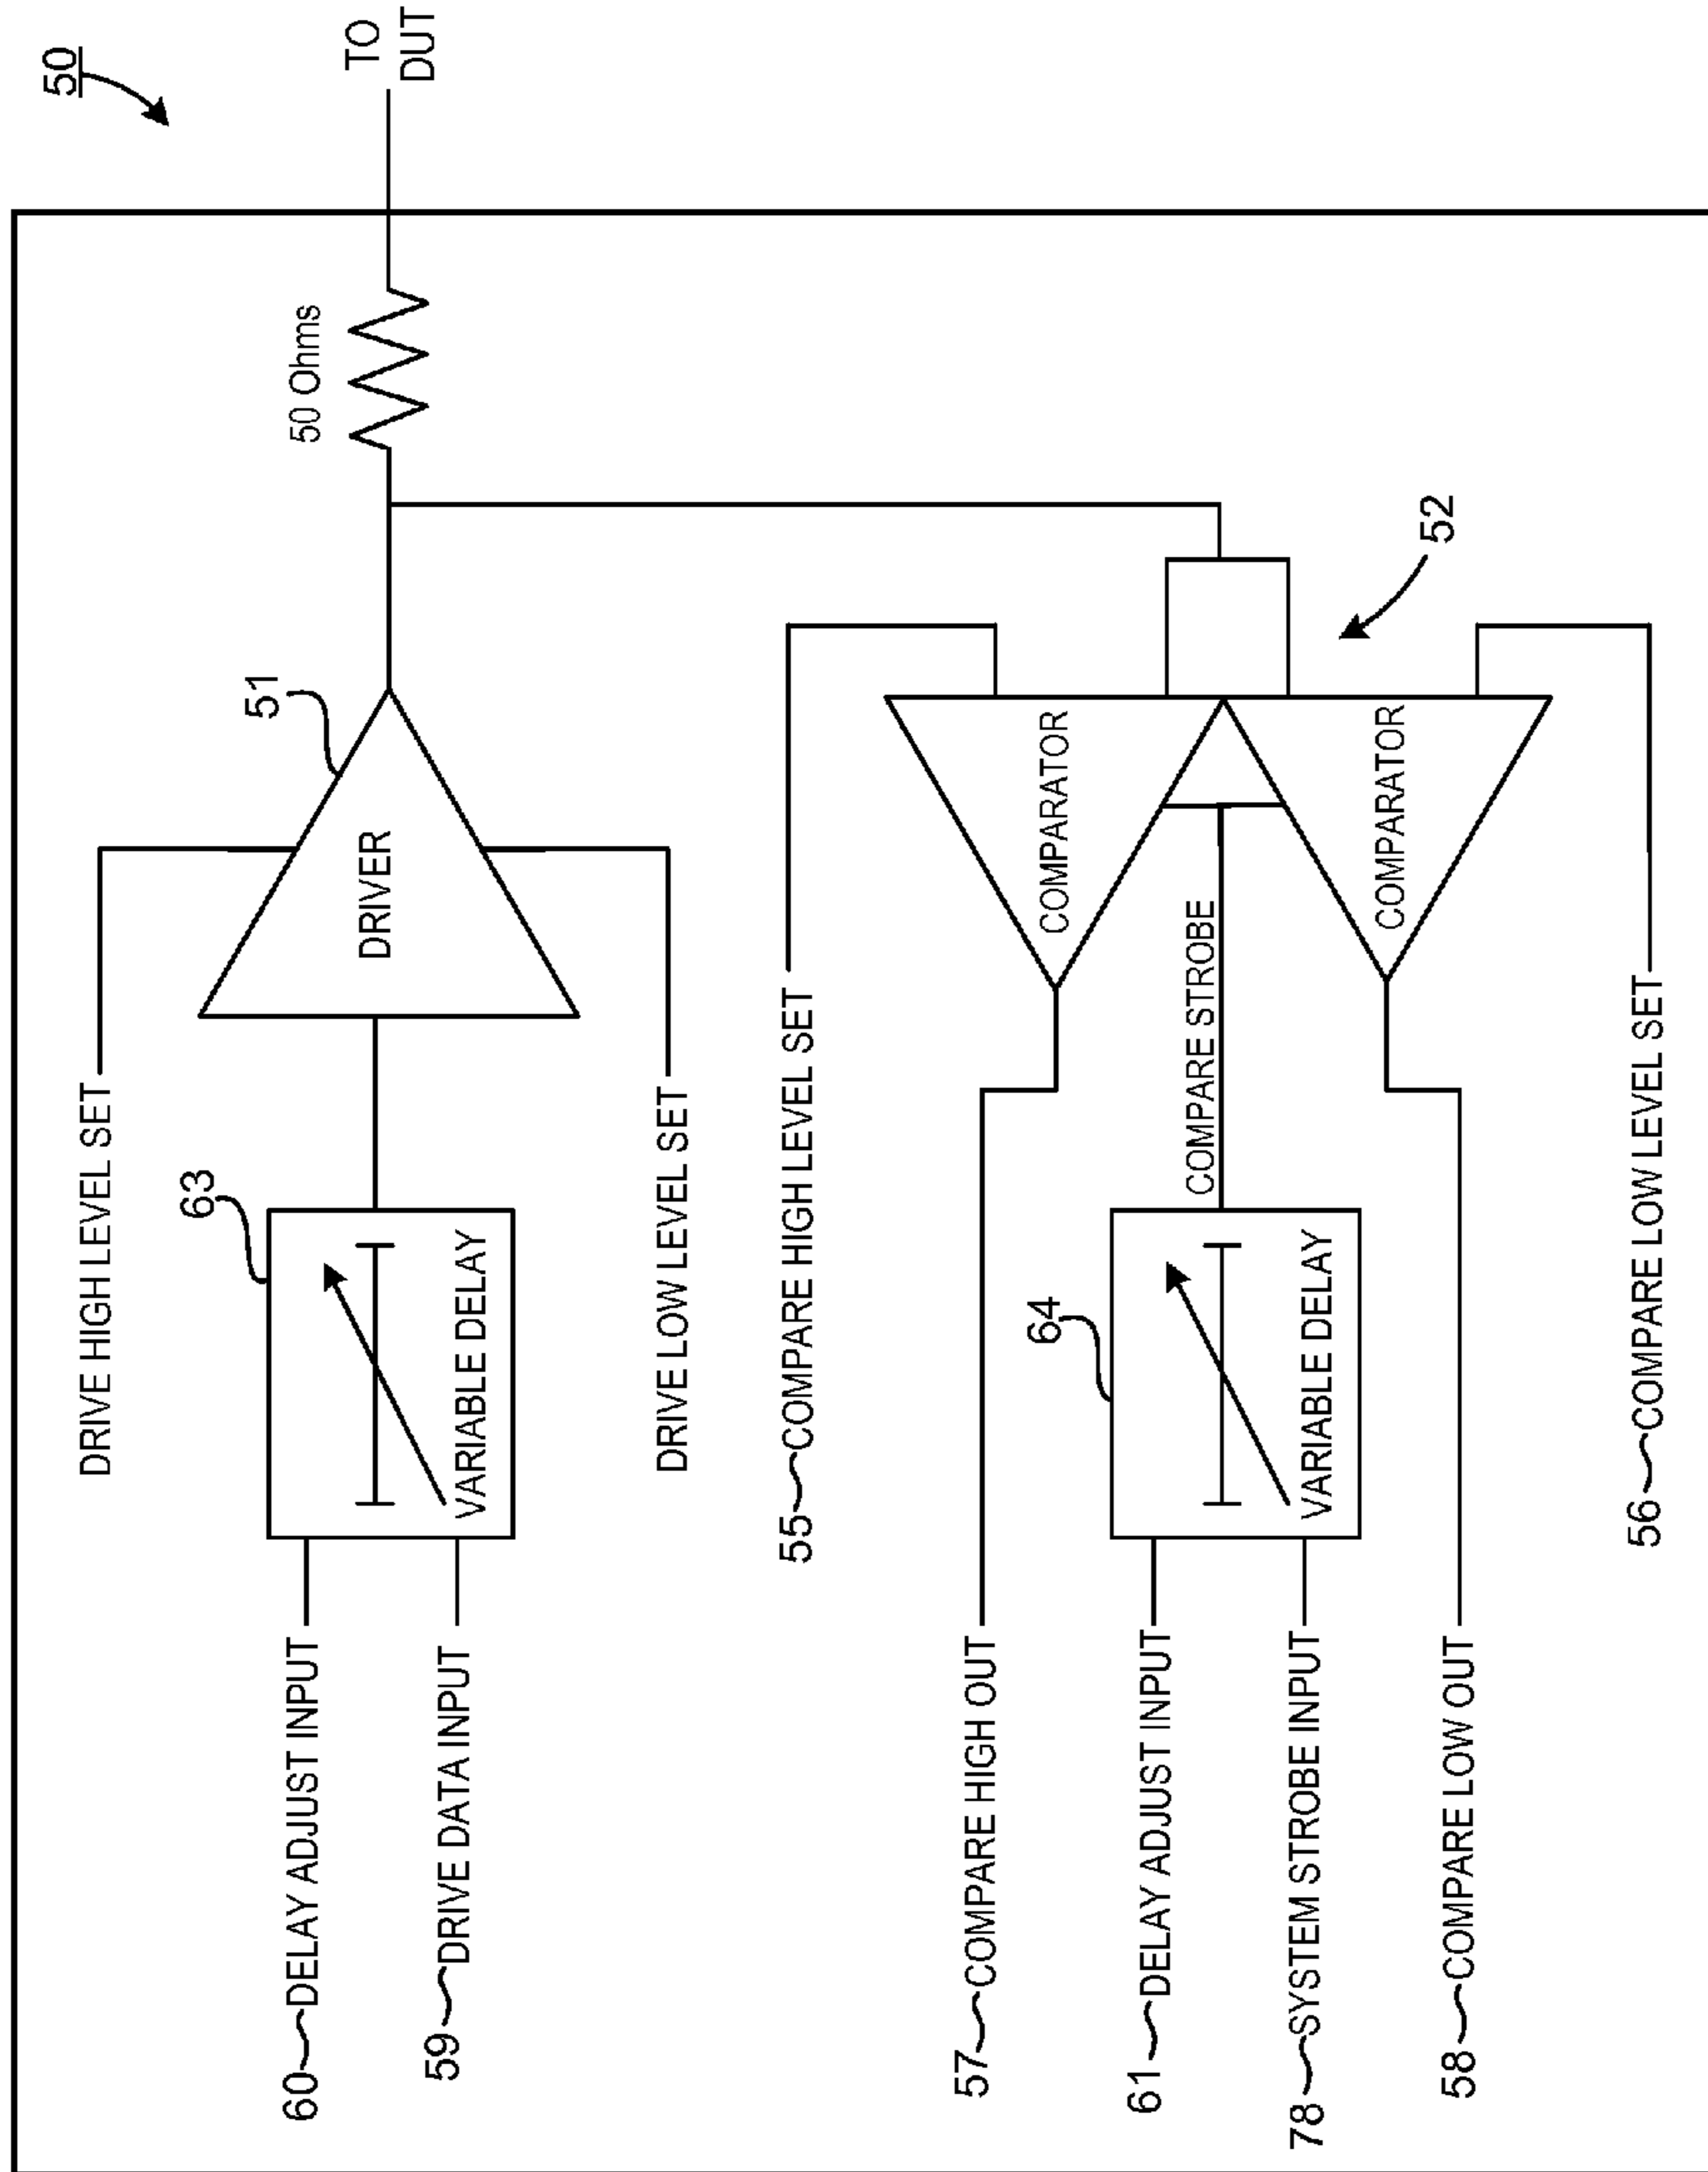 50
TO
DUT
50 Ohms
DRIVE HIGH LEVEL SET
63
51
60 DELAY ADJUST INPUT
59 DRIVE DATA INPUT
VARIABLE DELAY
DRIVER
DRIVE LOW LEVEL SET
55 COMPARE HIGH LEVEL SET
57 COMPARE HIGH OUT
COMPARATOR
64
61 DELAY ADJUST INPUT
COMPARE STROBE
78 SYSTEM STROBE INPUT
VARIABLE DELAY
COMPARATOR
52
58 COMPARE LOW OUT
56 COMPARE LOW LEVEL SET